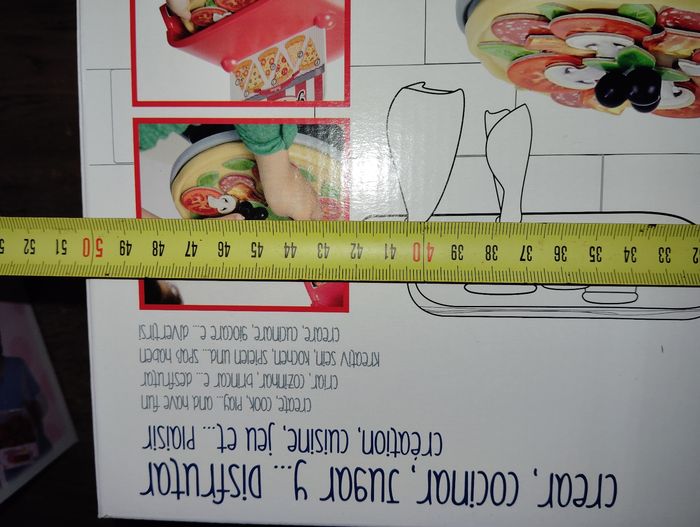 crear, cocinar, jugar y... disfrutar
création, cuisine, jeu et... plaisir
create, cook, play... and have fun
criar, cozinhar, brincar e... desfrutar
kreativ sein, kochen, spielen und... spaß haben
creare, cucinare, giocare e... divertirsi
32 33 34 35 36 37 38 39 40 41 42 43 44 45 46 47 48 49 50 51 52